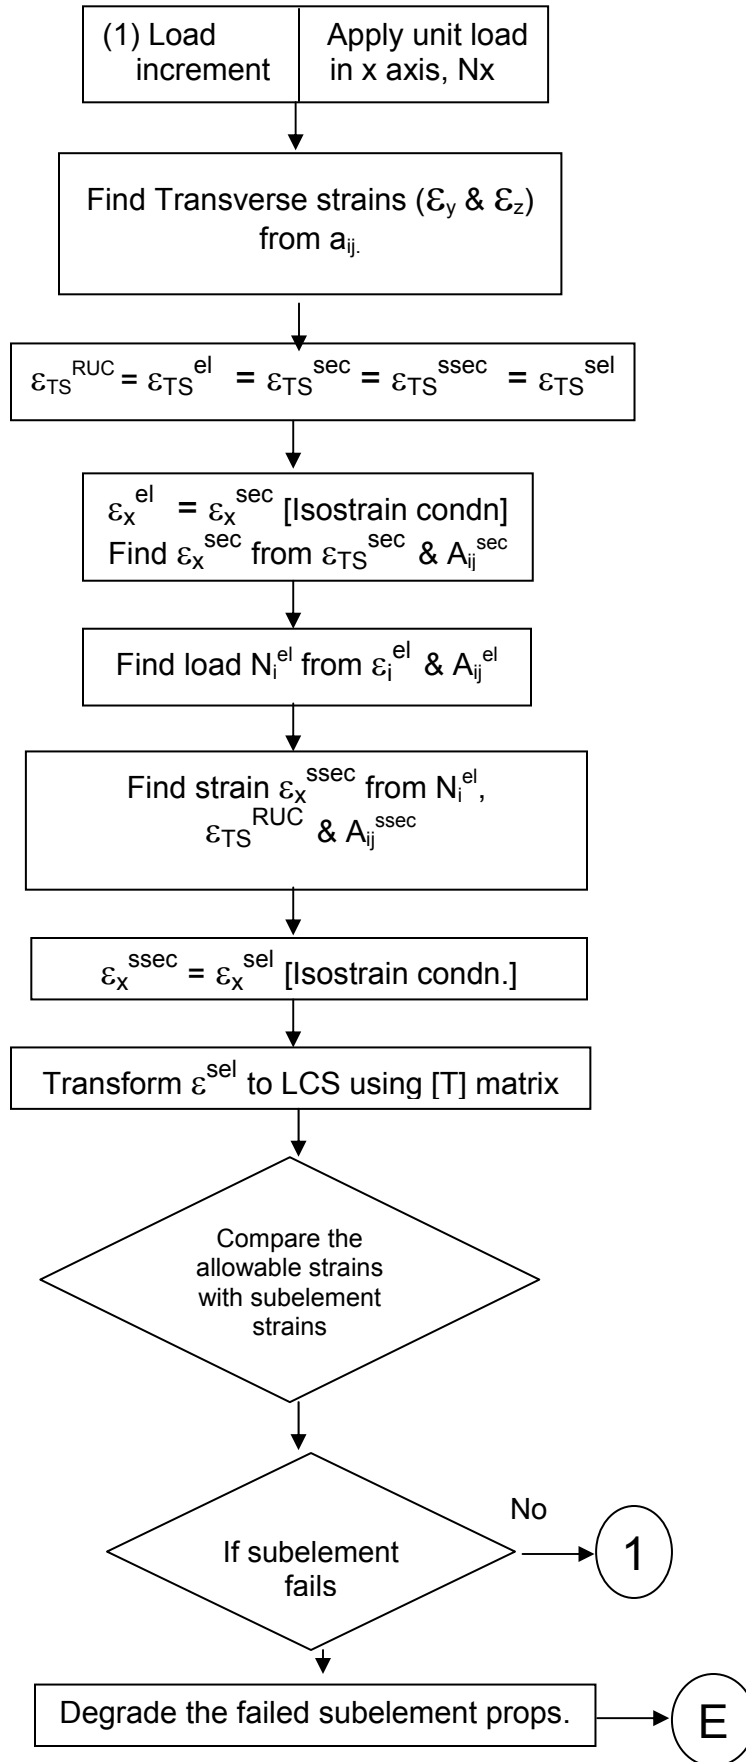 (1) Load
increment
Apply unit load
in x axis, Nx
Find Transverse strains (Ɛy & Ɛz)
from aij.
εTS^RUC = εTS^el = εTS^sec = εTS^ssec = εTS^sel
εx^el = εx^sec [Isostrain condn]
Find εx^sec from εTS^sec & Aij^sec
Find load Ni^el from εi^el & Aij^el
Find strain εx^ssec from Ni^el,
εTS^RUC & Aij^ssec
εx^ssec = εx^sel [Isostrain condn.]
Transform ε^sel to LCS using [T] matrix
Compare the
allowable strains
with subelement
strains
No
If subelement
fails
1
Degrade the failed subelement props.
E